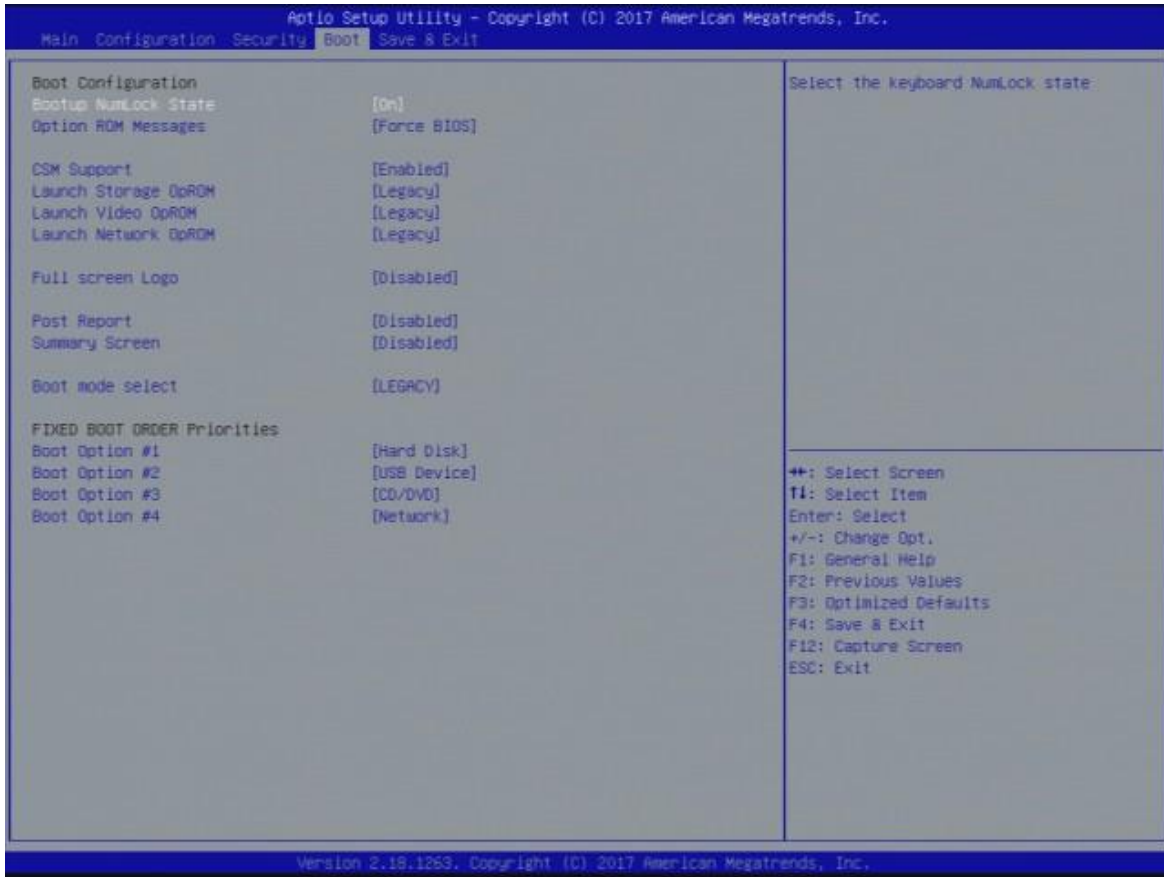 Aptio Setup Utility – Copyright (C) 2017 American Megatrends, Inc.
Main Configuration Security Boot Save & Exit
Boot Configuration
Bootup NumLock State [On]
Option ROM Messages [Force BIOS]
CSM Support [Enabled]
Launch Storage OpROM [Legacy]
Launch Video OpROM [Legacy]
Launch Network OpROM [Legacy]
Full screen Logo [Disabled]
Post Report [Disabled]
Summary Screen [Disabled]
Boot mode select [LEGACY]
FIXED BOOT ORDER Priorities
Boot Option #1 [Hard Disk]
Boot Option #2 [USB Device]
Boot Option #3 [CD/DVD]
Boot Option #4 [Network]
Select the keyboard NumLock state
→←: Select Screen
↑↓: Select Item
Enter: Select
+/-: Change Opt.
F1: General Help
F2: Previous Values
F3: Optimized Defaults
F4: Save & Exit
F12: Capture Screen
ESC: Exit
Version 2.18.1263. Copyright (C) 2017 American Megatrends, Inc.